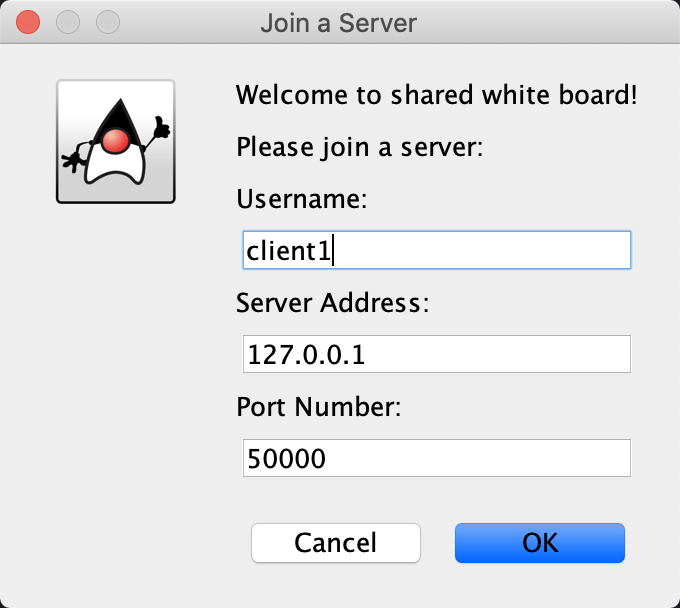 Join a Server
Welcome to shared white board!
Please join a server:
Username:
client1
Server Address:
127.0.0.1
Port Number:
50000
Cancel
OK